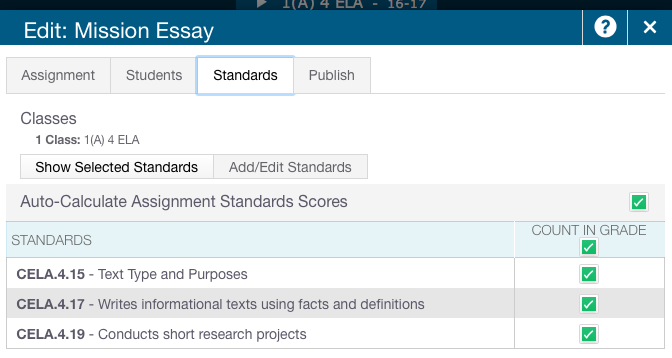 1(A) 4 ELA - 16-17
Edit: Mission Essay
?
Assignment Students Standards Publish
Classes
1 Class: 1(A) 4 ELA
Show Selected Standards Add/Edit Standards
Auto-Calculate Assignment Standards Scores
STANDARDS COUNT IN GRADE
CELA.4.15 - Text Type and Purposes
CELA.4.17 - Writes informational texts using facts and definitions
CELA.4.19 - Conducts short research projects